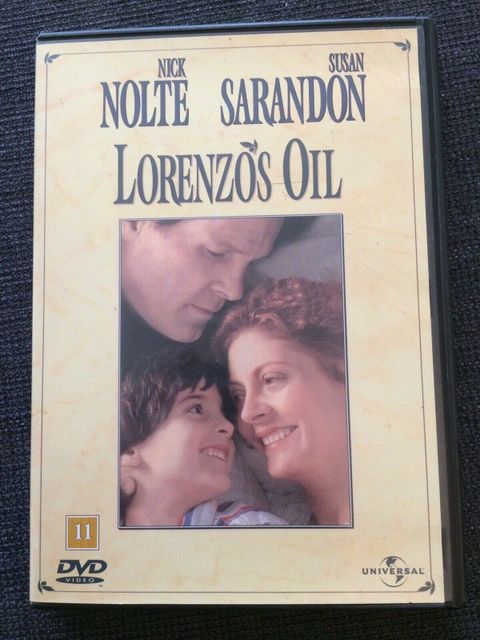 NICK
NOLTE
SUSAN
SARANDON
LORENZO'S OIL
11
DVD
VIDEO
UNIVERSAL